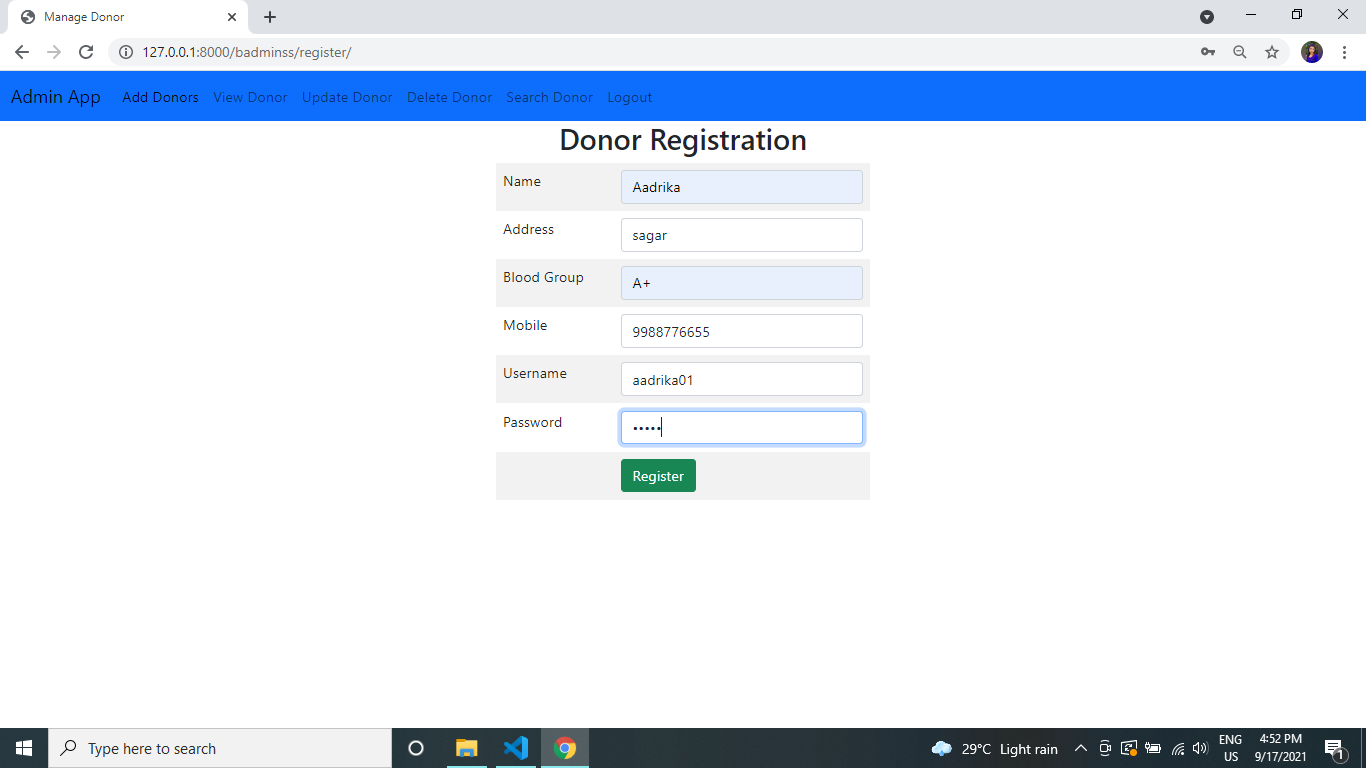 Manage Donor
127.0.0.1:8000/badminss/register/
Admin App Add Donors View Donor Update Donor Delete Donor Search Donor Logout
Donor Registration
Name Aadrika
Address sagar
Blood Group A+
Mobile 9988776655
Username aadrika01
Password •••••
Register
Type here to search
29°C Light rain
ENG
US
4:52 PM
9/17/2021
1